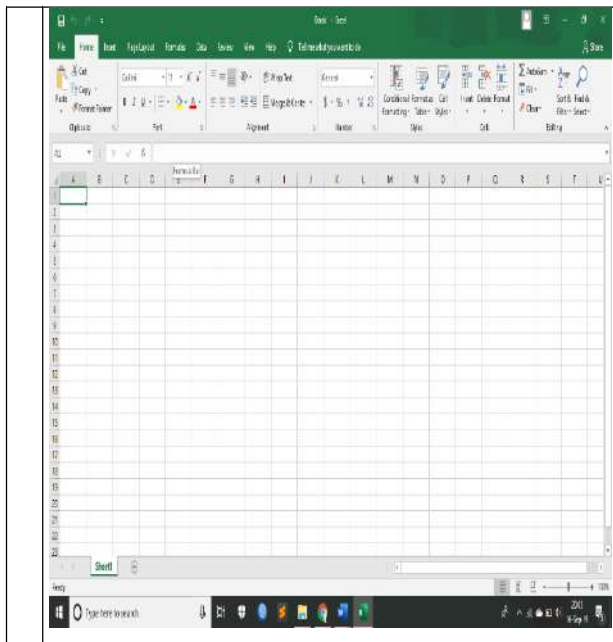 Book1 - Excel
File Home Insert Page Layout Formulas Data Review View Help Tell me what you want to do Share
Cut
Copy
Format Painter
Paste
Calibri 11
Wrap Text
Merge & Center
General
Conditional Formatting
Format as Table
Cell Styles
Insert Delete Format
AutoSum
Fill
Clear
Sort & Filter
Find & Select
Clipboard Font Alignment Number Styles Cells Editing
A1
Formula Bar
A B C D E F G H I J K L M N O P Q R S T U
1
2
3
4
5
6
7
8
9
10
11
12
13
14
15
16
17
18
19
20
21
22
23
Sheet1
Ready
100%
Type here to search